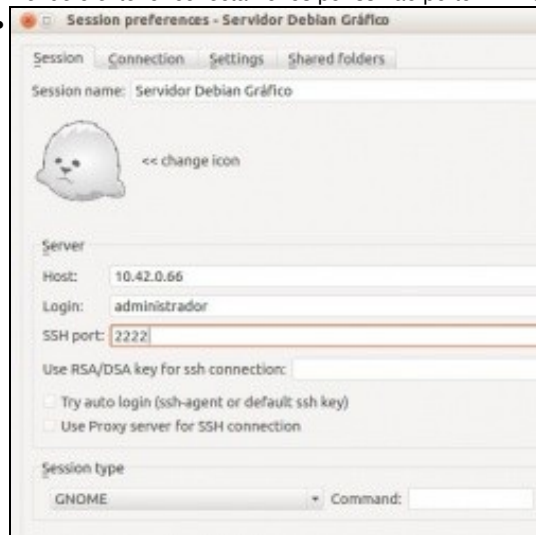 Session preferences - Servidor Debian Gráfico
Session Connection Settings Shared folders
Session name: Servidor Debian Gráfico
<< change icon
Server
Host: 10.42.0.66
Login: administrador
SSH port: 2222
Use RSA/DSA key for ssh connection:
Try auto login (ssh-agent or default ssh key)
Use Proxy server for SSH connection
Session type
GNOME Command: